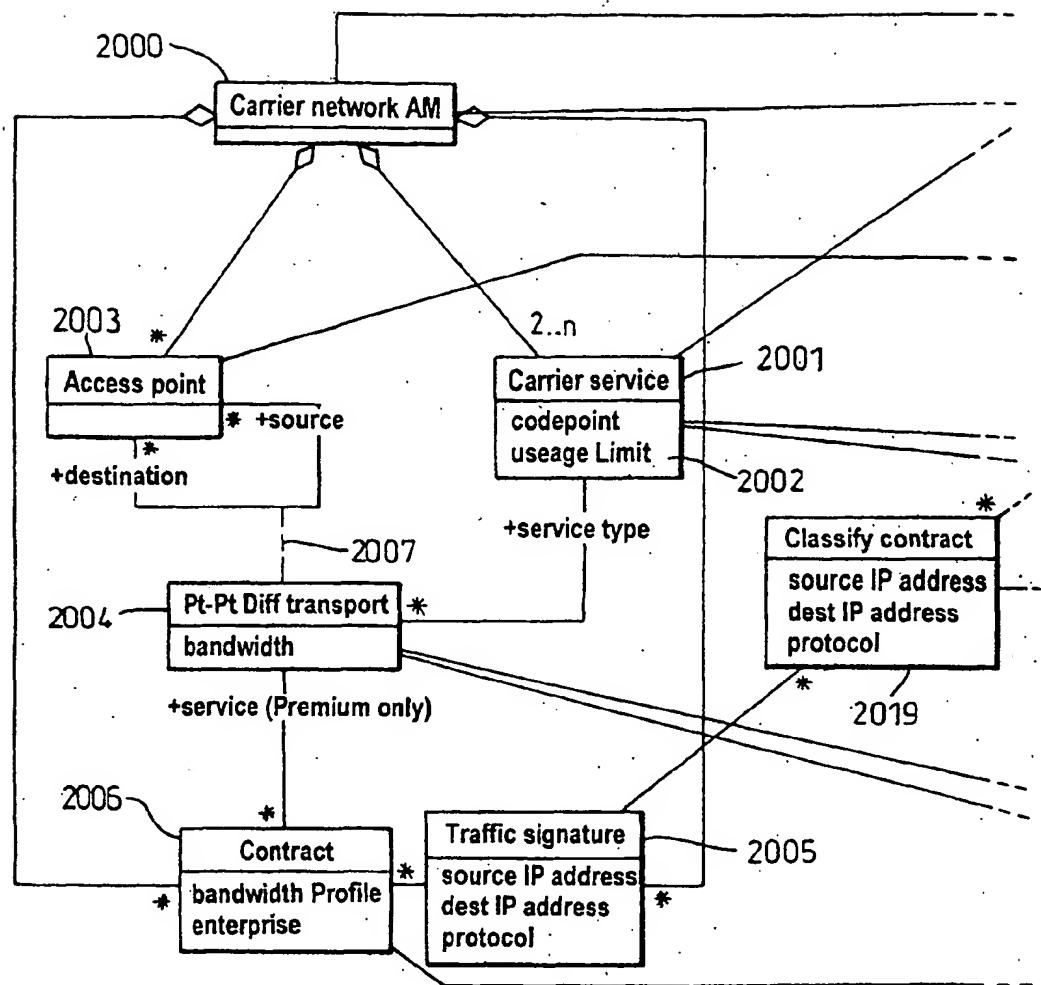 2000
Carrier network AM
2003
*
2..n
2001
Access point
Carrier service
* +source
*
codepoint
useage Limit
+destination
2002
*
+service type
Classify contract
2007
source IP address
dest IP address
protocol
2004
Pt-Pt Diff transport
*
bandwidth
*
+service (Premium only)
2019
2006
*
Traffic signature
2005
Contract
*
source IP address
*
*
bandwidth Profile
enterprise
dest IP address
protocol